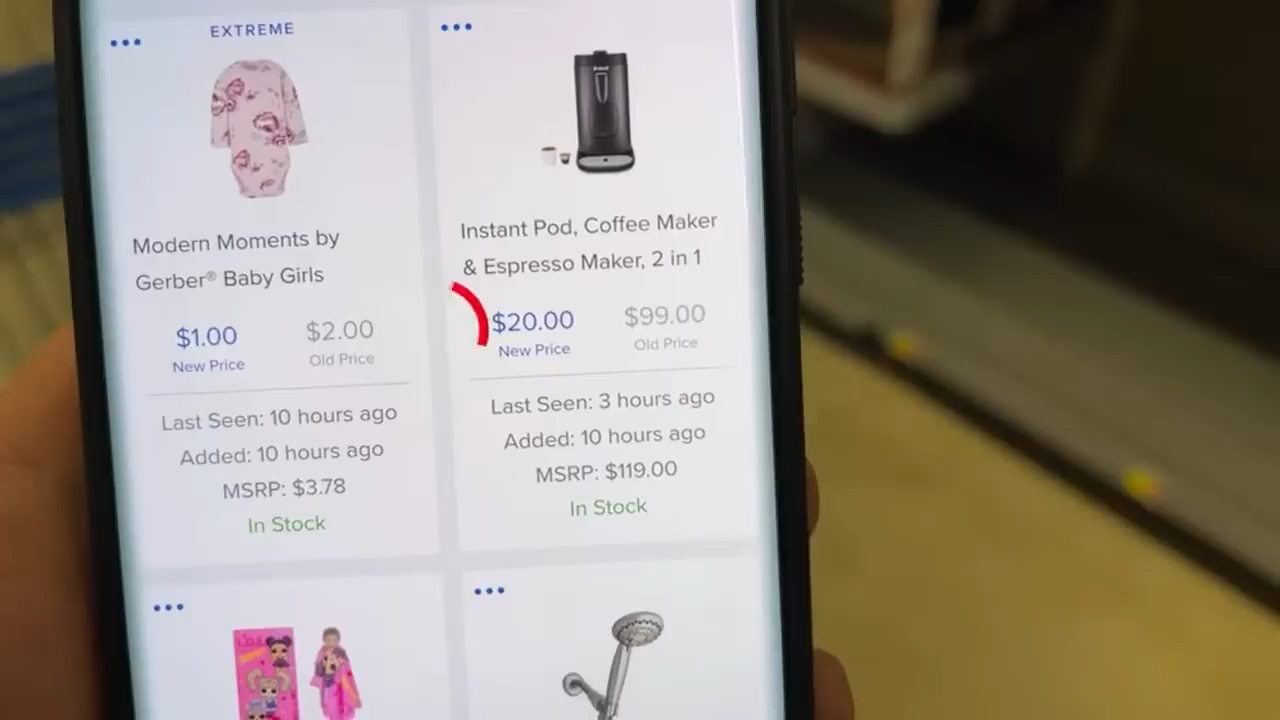 EXTREME
Modern Moments by
Gerber® Baby Girls
$1.00
New Price
$2.00
Old Price
Last Seen: 10 hours ago
Added: 10 hours ago
MSRP: $3.78
In Stock
Instant Pod, Coffee Maker
& Espresso Maker, 2 in 1
$20.00
New Price
$99.00
Old Price
Last Seen: 3 hours ago
Added: 10 hours ago
MSRP: $119.00
In Stock